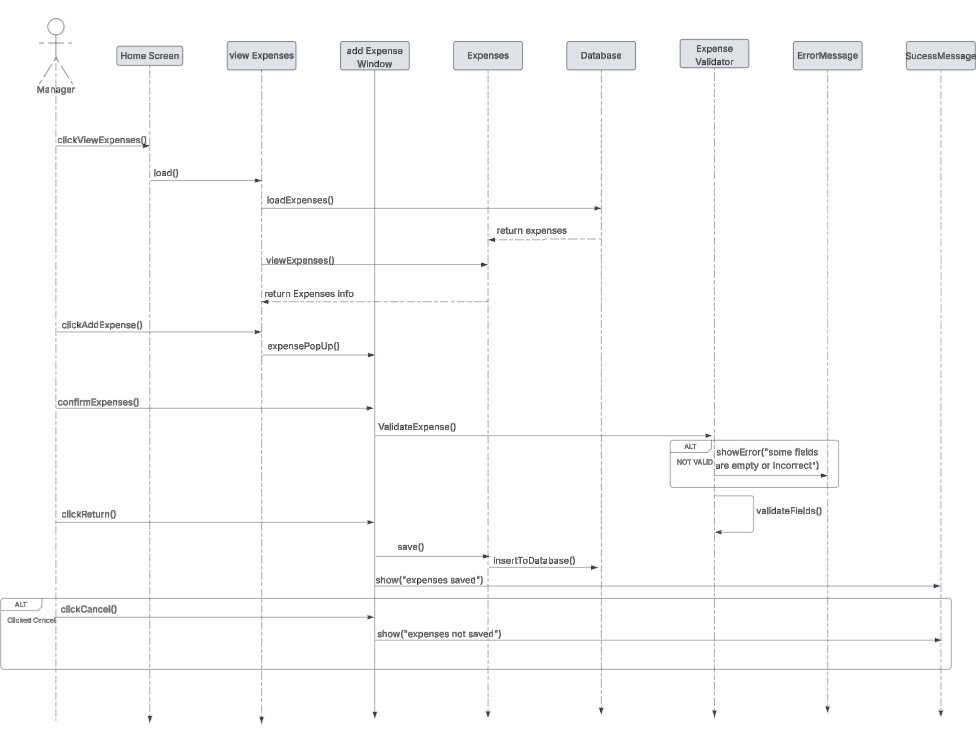 Manager
Home Screen
view Expenses
add Expense
Window
Expenses
Database
Expense
Validator
ErrorMessage
SucessMessage
clickViewExpenses()
load()
loadExpenses()
return expenses
viewExpenses()
return Expenses info
clickAddExpense()
expensePopUp()
confirmExpenses()
ValidateExpense()
ALT
NOT VALID
showError("some fields
are empty or incorrect")
clickReturn()
validateFields()
save()
insertToDatabase()
show("expenses saved")
ALT
Clicked Cancel
clickCancel()
show("expenses not saved")